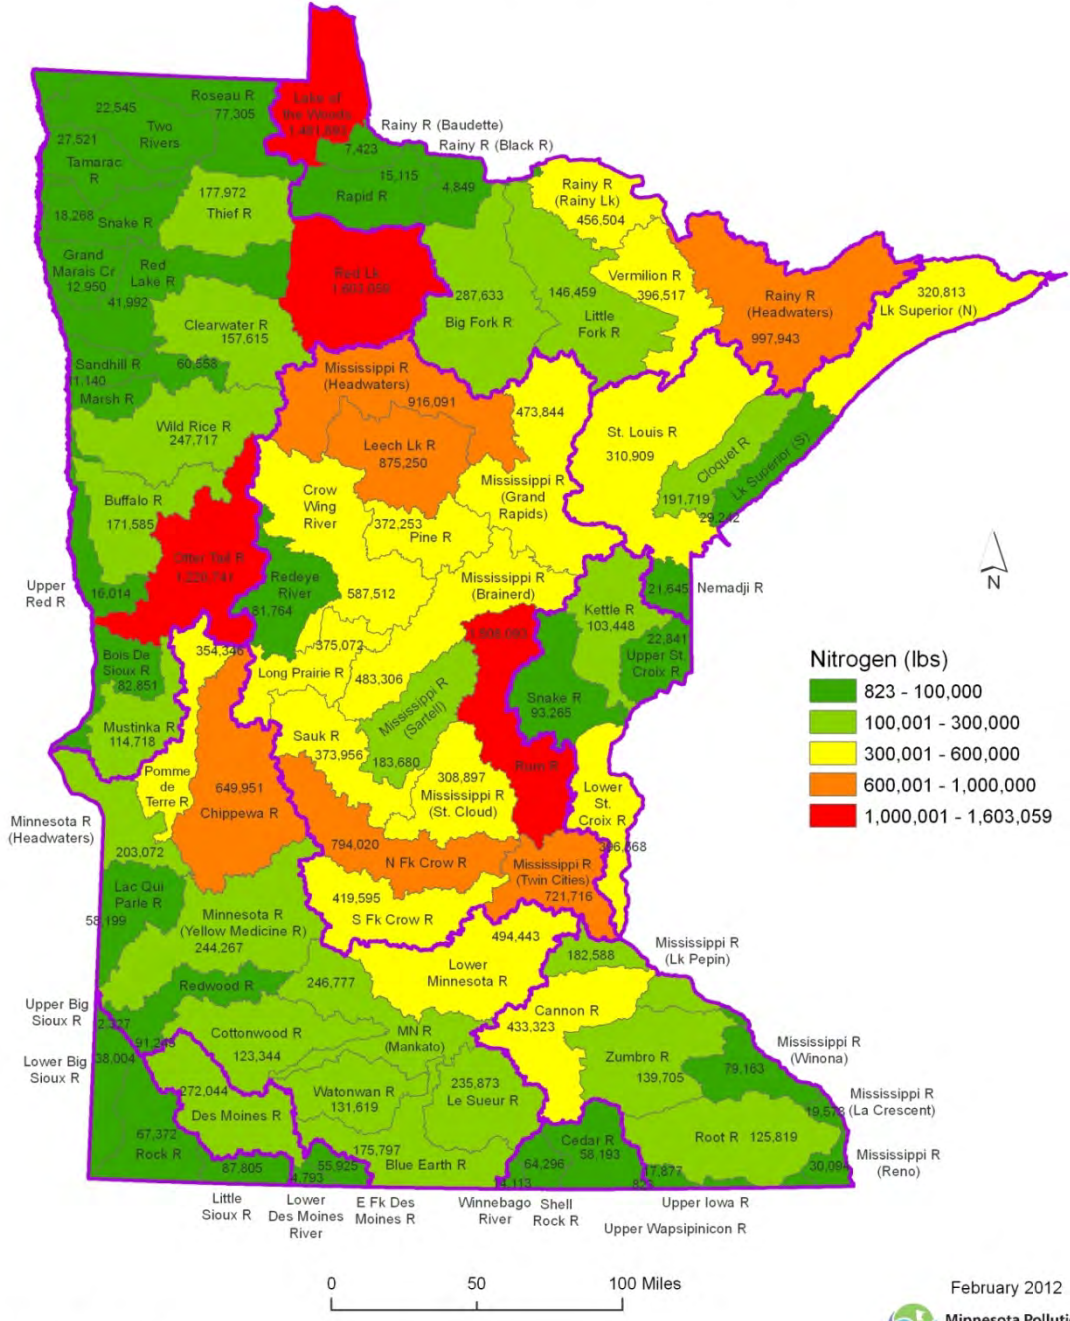 Roseau R
77,305
22,545
Two
Rivers
27,521
Tamarac
R
18,268
Snake R
Lake of
the Woods
Rainy R (Baudette)
7,423
Rainy R (Black R)
15,115
4,849
Rapid R
177,972
Thief R
Rainy R
(Rainy Lk)
456,504
Grand
Marais Cr
12,950
Red
Lake R
41,992
Red Lk
1,603,059
287,633
Big Fork R
146,459
Little
Fork R
Vermilion R
396,517
Rainy R
(Headwaters)
997,943
320,813
Lk Superior (N)
Clearwater R
157,615
Sandhill R
60,558
Marsh R
Mississippi R
(Headwaters)
916,091
473,844
Wild Rice R
247,717
Leech Lk R
875,250
St. Louis R
310,909
Cloquet R
191,719
Lk Superior (S)
29,242
Mississippi R
(Grand
Rapids)
Buffalo R
171,585
Crow
Wing
River
372,253
Pine R
Otter Tail R
1,220,741
Upper
Red R
16,014
Redeye
River
81,764
587,512
Mississippi R
(Brainerd)
21,645
Nemadji R
Kettle R
103,448
22,841
Upper St.
Croix R
354,346
375,072
Long Prairie R
483,306
Bois De
Sioux R
82,851
Mustinka R
114,718
Mississippi R
(Sartell)
183,680
Snake R
93,265
Sauk R
373,956
Rum R
Pomme
de
Terre R
649,951
Chippewa R
308,897
Mississippi R
(St. Cloud)
Lower
St.
Croix R
Minnesota R
(Headwaters)
203,072
794,020
N Fk Crow R
Mississippi R
(Twin Cities)
721,716
Lac Qui
Parle R
58,199
419,595
S Fk Crow R
Minnesota R
(Yellow Medicine R)
244,267
494,443
Lower
Minnesota R
182,588
Mississippi R
(Lk Pepin)
Redwood R
246,777
Cannon R
433,323
Upper Big
Sioux R
Cottonwood R
123,344
MN R
(Mankato)
Lower Big
Sioux R
38,004
Zumbro R
139,705
79,163
Mississippi R
(Winona)
272,044
Des Moines R
Watonwan R
131,619
235,873
Le Sueur R
Mississippi R
(La Crescent)
67,372
Rock R
175,797
Blue Earth R
Cedar R
58,193
64,296
Root R 125,819
Mississippi R
(Reno)
30,094
87,805
55,925
4,793
17,877
Little
Sioux R
Lower
Des Moines
River
E Fk Des
Moines R
Winnebago
River
Shell
Rock R
Upper Iowa R
Upper Wapsipinicon R
N
Nitrogen (lbs)
823 - 100,000
100,001 - 300,000
300,001 - 600,000
600,001 - 1,000,000
1,000,001 - 1,603,059
0 50 100 Miles
February 2012